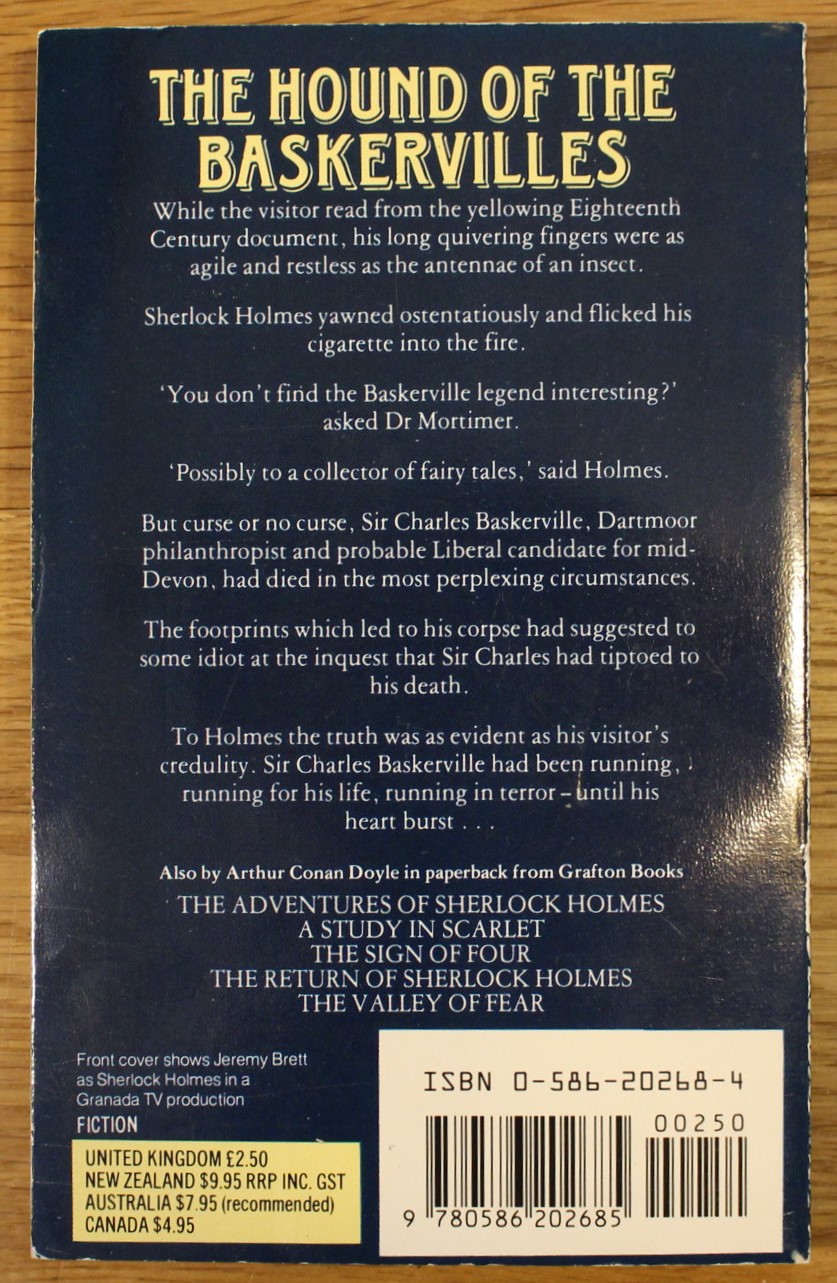 THE HOUND OF THE
BASKERVILLES
While the visitor read from the yellowing Eighteenth
Century document, his long quivering fingers were as
agile and restless as the antennae of an insect.
Sherlock Holmes yawned ostentatiously and flicked his
cigarette into the fire.
‘You don’t find the Baskerville legend interesting?’
asked Dr Mortimer.
‘Possibly to a collector of fairy tales,’ said Holmes.
But curse or no curse, Sir Charles Baskerville, Dartmoor
philanthropist and probable Liberal candidate for mid-
Devon, had died in the most perplexing circumstances.
The footprints which led to his corpse had suggested to
some idiot at the inquest that Sir Charles had tiptoed to
his death.
To Holmes the truth was as evident as his visitor’s
credulity. Sir Charles Baskerville had been running,
running for his life, running in terror – until his
heart burst . . .
Also by Arthur Conan Doyle in paperback from Grafton Books
THE ADVENTURES OF SHERLOCK HOLMES
A STUDY IN SCARLET
THE SIGN OF FOUR
THE RETURN OF SHERLOCK HOLMES
THE VALLEY OF FEAR
Front cover shows Jeremy Brett
as Sherlock Holmes in a
Granada TV production
FICTION
UNITED KINGDOM £2.50
NEW ZEALAND $9.95 RRP INC. GST
AUSTRALIA $7.95 (recommended)
CANADA $4.95
ISBN 0-586-20268-4
00250
9 780586 202685